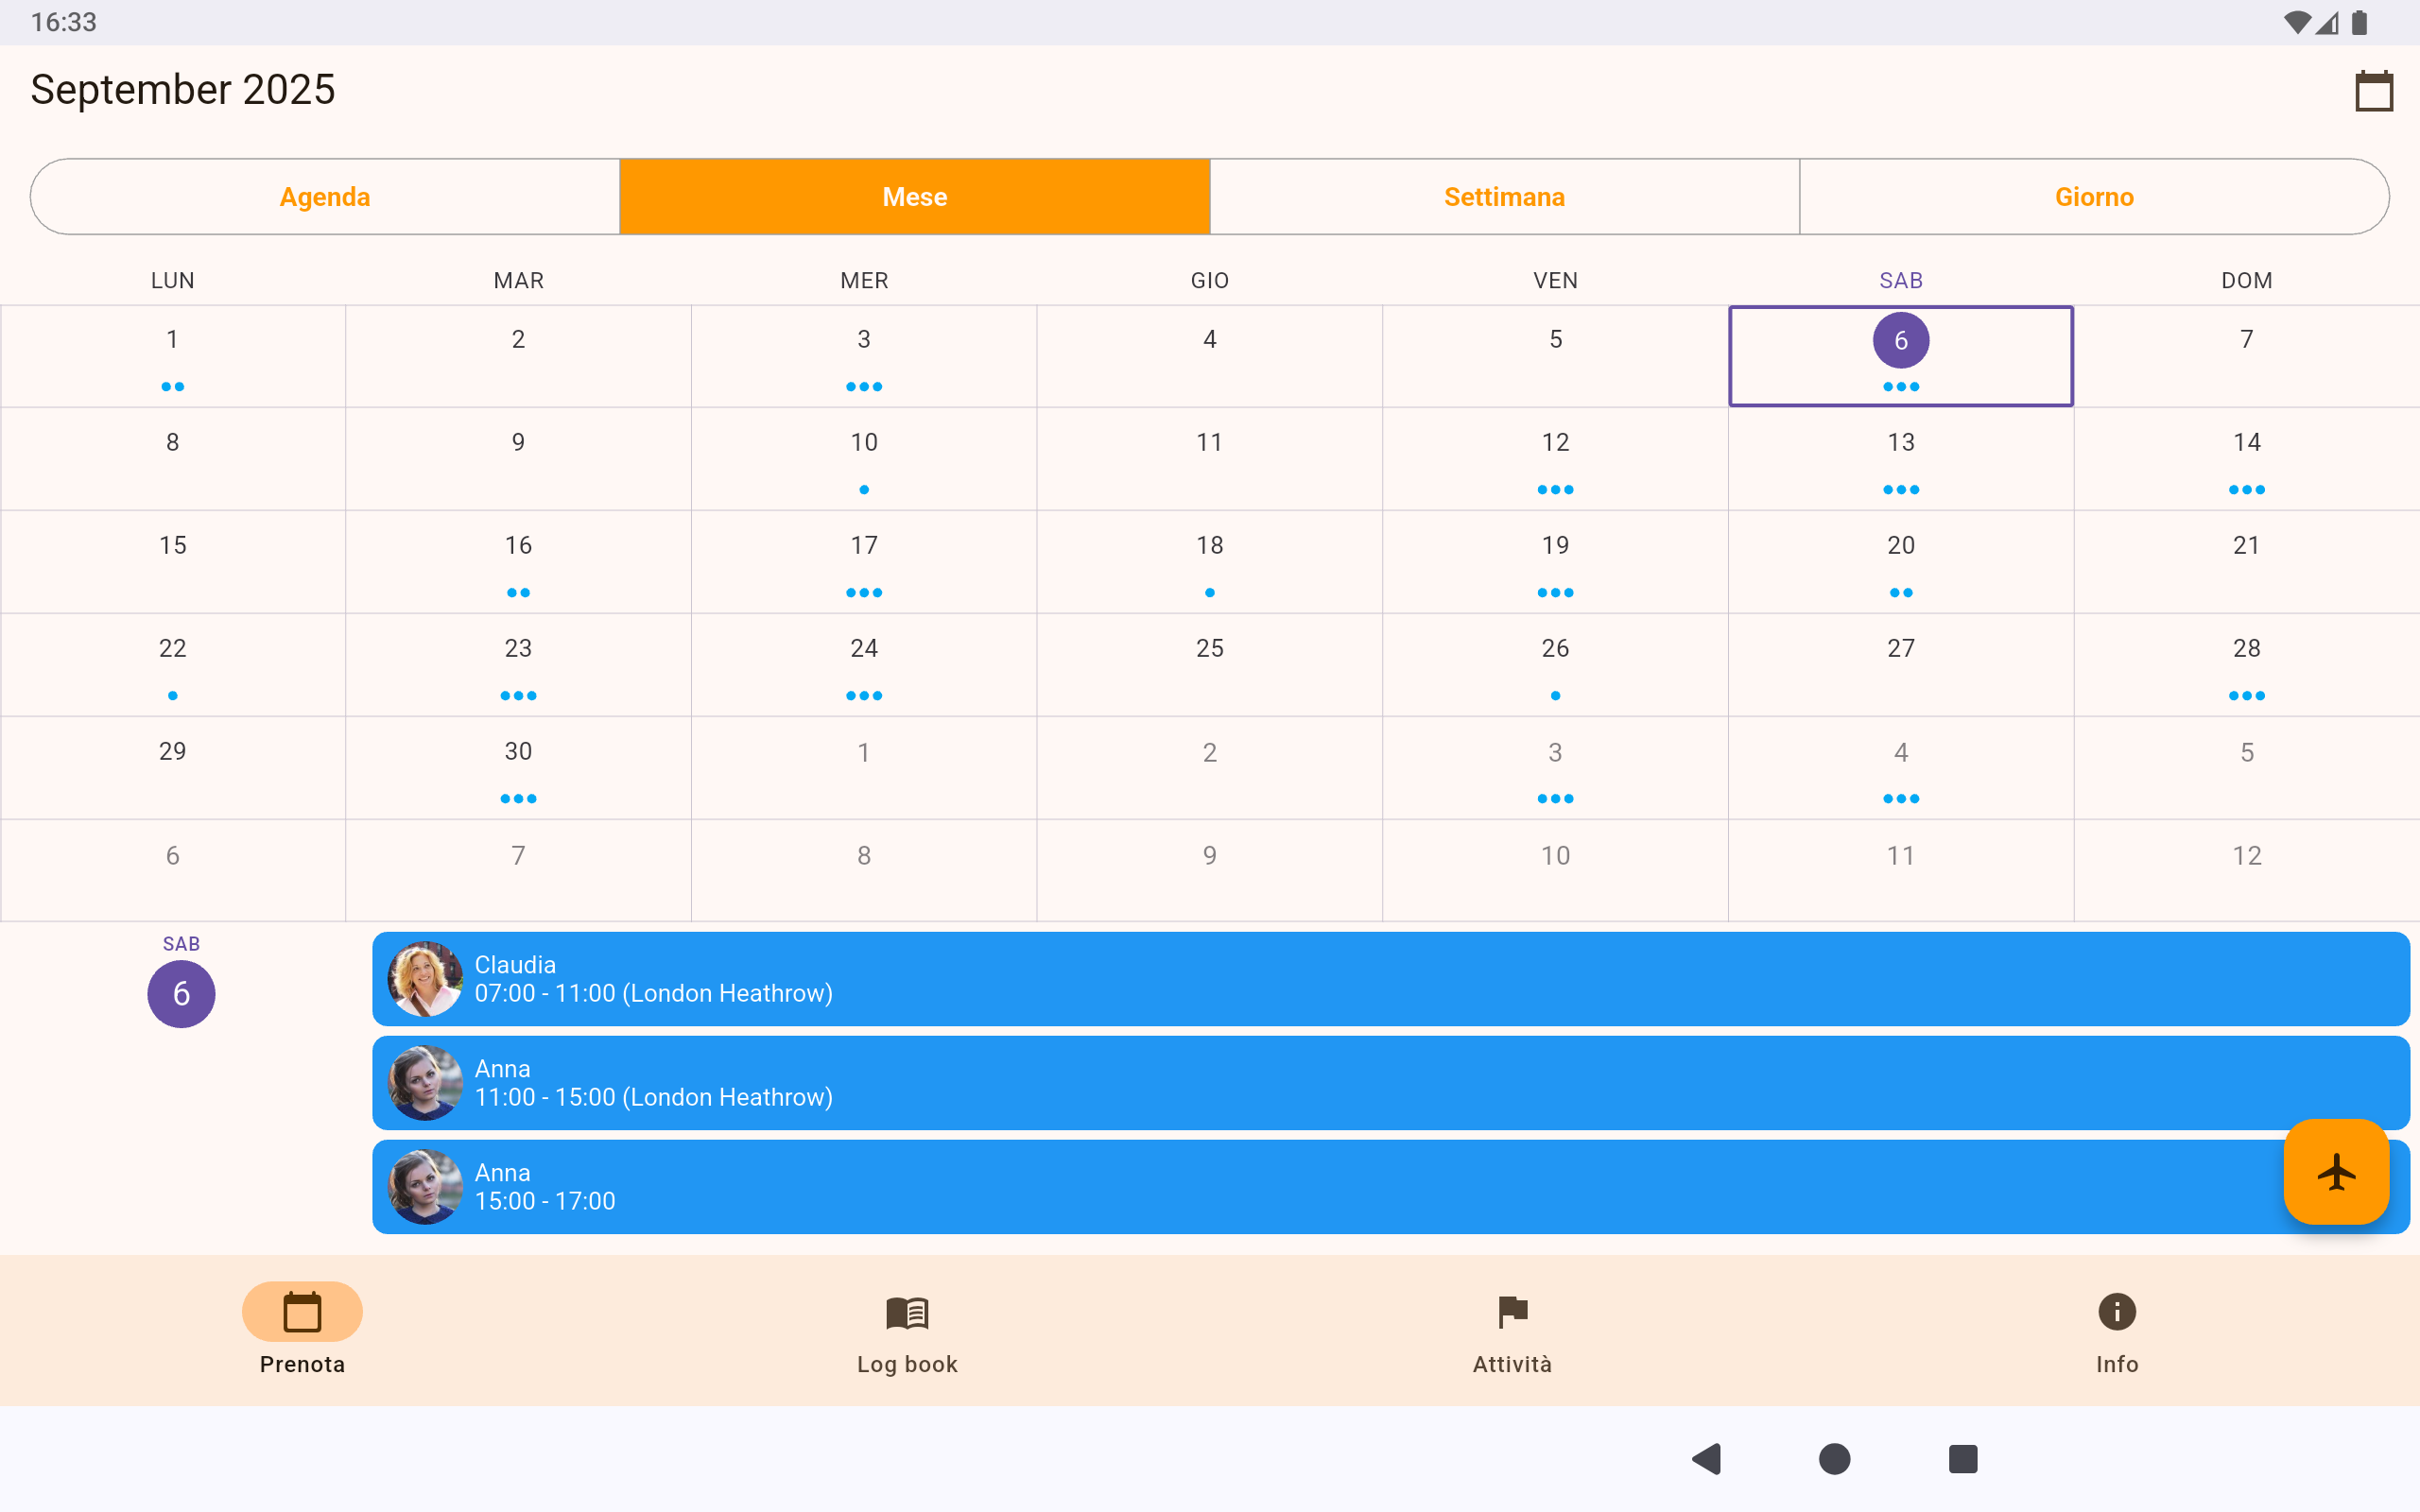 16:33
September 2025
Agenda Mese Settimana Giorno
LUN MAR MER GIO VEN SAB DOM
1 2 3 4 5 6 7
8 9 10 11 12 13 14
15 16 17 18 19 20 21
22 23 24 25 26 27 28
29 30 1 2 3 4 5
6 7 8 9 10 11 12
SAB
6
Claudia
07:00 - 11:00 (London Heathrow)
Anna
11:00 - 15:00 (London Heathrow)
Anna
15:00 - 17:00
Prenota Log book Attività Info